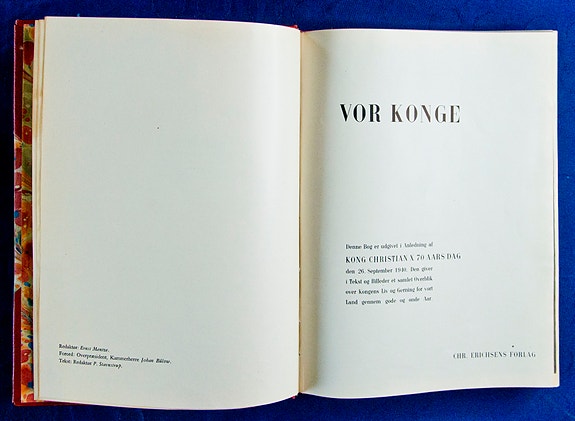 Redaktør: Ernst Mentze.
Forord: Overpræsident, Kammerherre Johan Bülow.
Tekst: Redaktør P. Stavnstrup.
VOR KONGE
Denne Bog er udgivet i Anledning af
KONG CHRISTIAN X 70 AARS DAG
den 26. September 1940. Den giver
i Tekst og Billeder et samlet Overblik
over Kongens Liv og Gerning for vort
Land gennem gode og onde Aar
CHR. ERICHSENS FORLAG